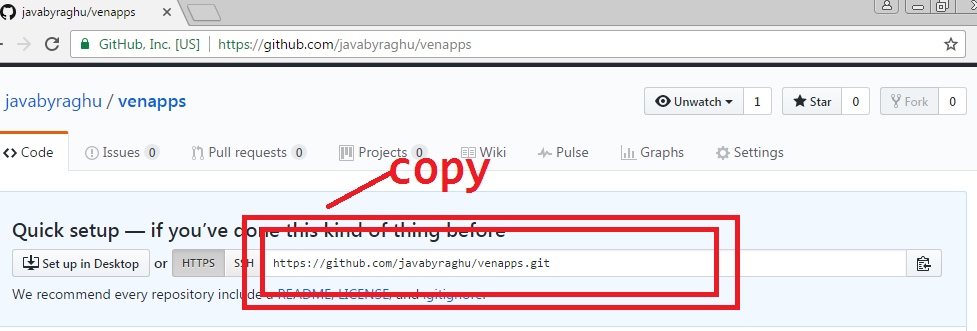 javabyraghu/venapps
GitHub, Inc. [US] https://github.com/javabyraghu/venapps
javabyraghu / venapps
Unwatch 1 Star 0 Fork 0
Code Issues 0 Pull requests 0 Projects 0 Wiki Pulse Graphs Settings
copy
Quick setup — if you've done this kind of thing before
Set up in Desktop or HTTPS SSH https://github.com/javabyraghu/venapps.git
We recommend every repository include a README, LICENSE, and .gitignore.